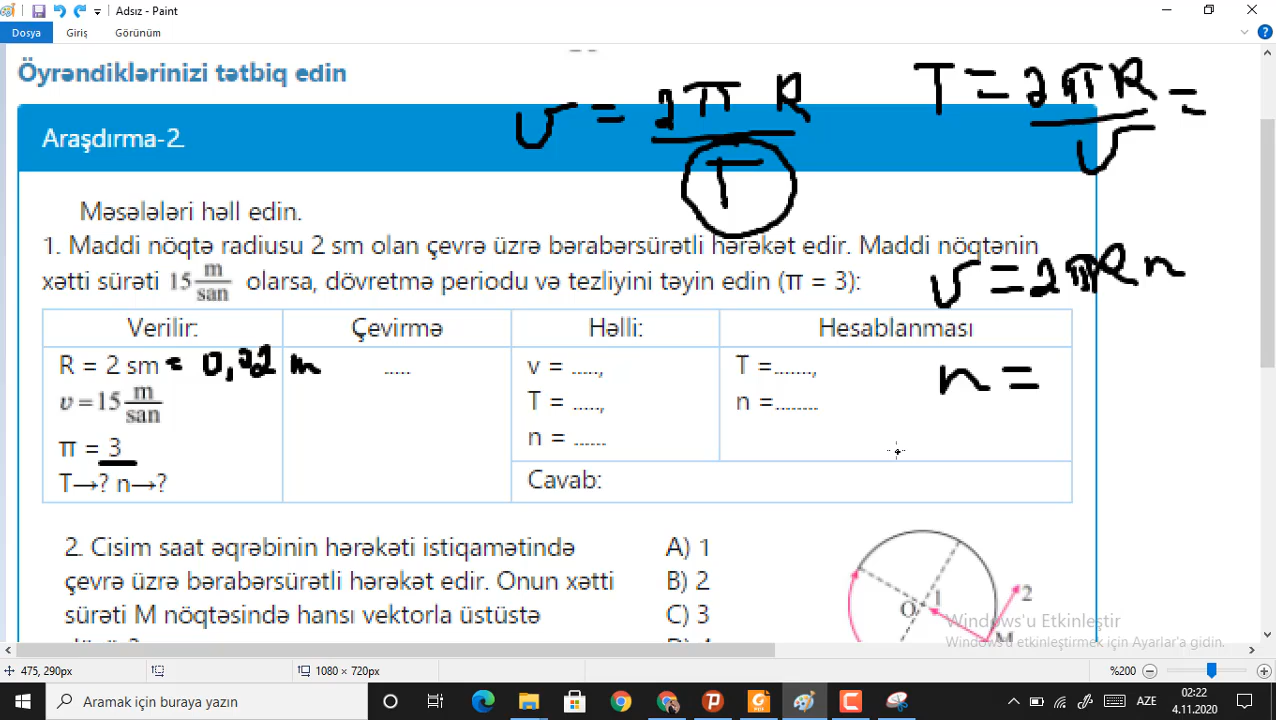 Adsız - Paint
Dosya Giriş Görünüm
Öyrəndiklərinizi tətbiq edin
υ = 2πR / T
T = 2πR / υ =
Araşdırma-2
Məsələləri həll edin.
1. Maddi nöqtə radiusu 2 sm olan çevrə üzrə bərabərsürətli hərəkət edir. Maddi nöqtənin
xətti sürəti 15 m/san olarsa, dövretmə periodu və tezliyini təyin edin (π = 3):
υ = 2πRn
Verilir: Çevirmə Həlli: Hesablanması
R = 2 sm = 0,02 m ..... v = ....., T =......., n =
υ = 15 m/san T = ....., n =........
π = 3 n = ......
T→? n→? Cavab:
2. Cisim saat əqrəbinin hərəkəti istiqamətində A) 1
çevrə üzrə bərabərsürətli hərəkət edir. Onun xətti B) 2
sürəti M nöqtəsində hansı vektorla üstüstə C) 3
O 1 2 M
Windows'u Etkinleştir
Windows'u etkinleştirmek için Ayarlar'a gidin.
475, 290px 1080 × 720px %200
Aramak için buraya yazın AZE 02:22
4.11.2020